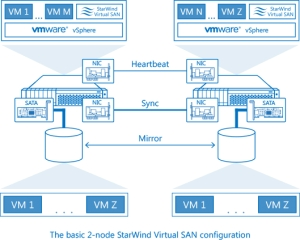 VM 1 . . . VM M StarWind Virtual SAN
vmware vSphere
VM N . . . VM Z StarWind Virtual SAN
vmware vSphere
NIC Heartbeat NIC
SATA NIC Sync NIC SATA
Mirror
VM 1 . . . VM Z
VM 1 . . . VM Z
The basic 2-node StarWind Virtual SAN configuration